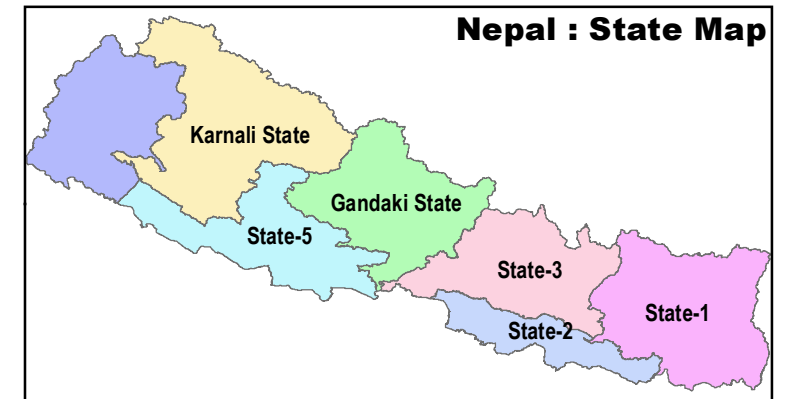 Nepal : State Map
Karnali State
Gandaki State
State-5
State-3
State-1
State-2